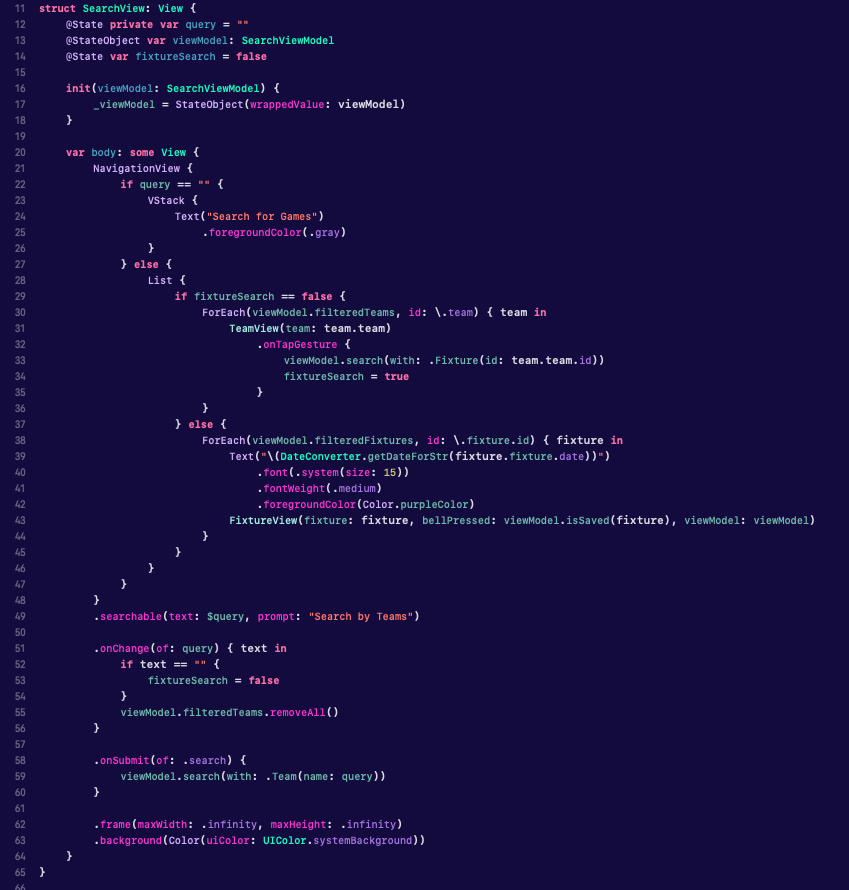 11 struct SearchView: View {
12     @State private var query = ""
13     @StateObject var viewModel: SearchViewModel
14     @State var fixtureSearch = false
15
16     init(viewModel: SearchViewModel) {
17         _viewModel = StateObject(wrappedValue: viewModel)
18     }
19
20     var body: some View {
21         NavigationView {
22             if query == "" {
23                 VStack {
24                     Text("Search for Games")
25                         .foregroundColor(.gray)
26                 }
27             } else {
28                 List {
29                     if fixtureSearch == false {
30                         ForEach(viewModel.filteredTeams, id: \.team) { team in
31                             TeamView(team: team.team)
32                                 .onTapGesture {
33                                     viewModel.search(with: .Fixture(id: team.team.id))
34                                     fixtureSearch = true
35                                 }
36                         }
37                     } else {
38                         ForEach(viewModel.filteredFixtures, id: \.fixture.id) { fixture in
39                             Text("\(DateConverter.getDateForStr(fixture.fixture.date))")
40                                 .font(.system(size: 15))
41                                 .fontWeight(.medium)
42                                 .foregroundColor(Color.purpleColor)
43                             FixtureView(fixture: fixture, bellPressed: viewModel.isSaved(fixture), viewModel: viewModel)
44                         }
45                     }
46                 }
47             }
48         }
49         .searchable(text: $query, prompt: "Search by Teams")
50
51         .onChange(of: query) { text in
52             if text == "" {
53                 fixtureSearch = false
54             }
55             viewModel.filteredTeams.removeAll()
56         }
57
58         .onSubmit(of: .search) {
59             viewModel.search(with: .Team(name: query))
60         }
61
62         .frame(maxWidth: .infinity, maxHeight: .infinity)
63         .background(Color(uiColor: UIColor.systemBackground))
64     }
65 }
66